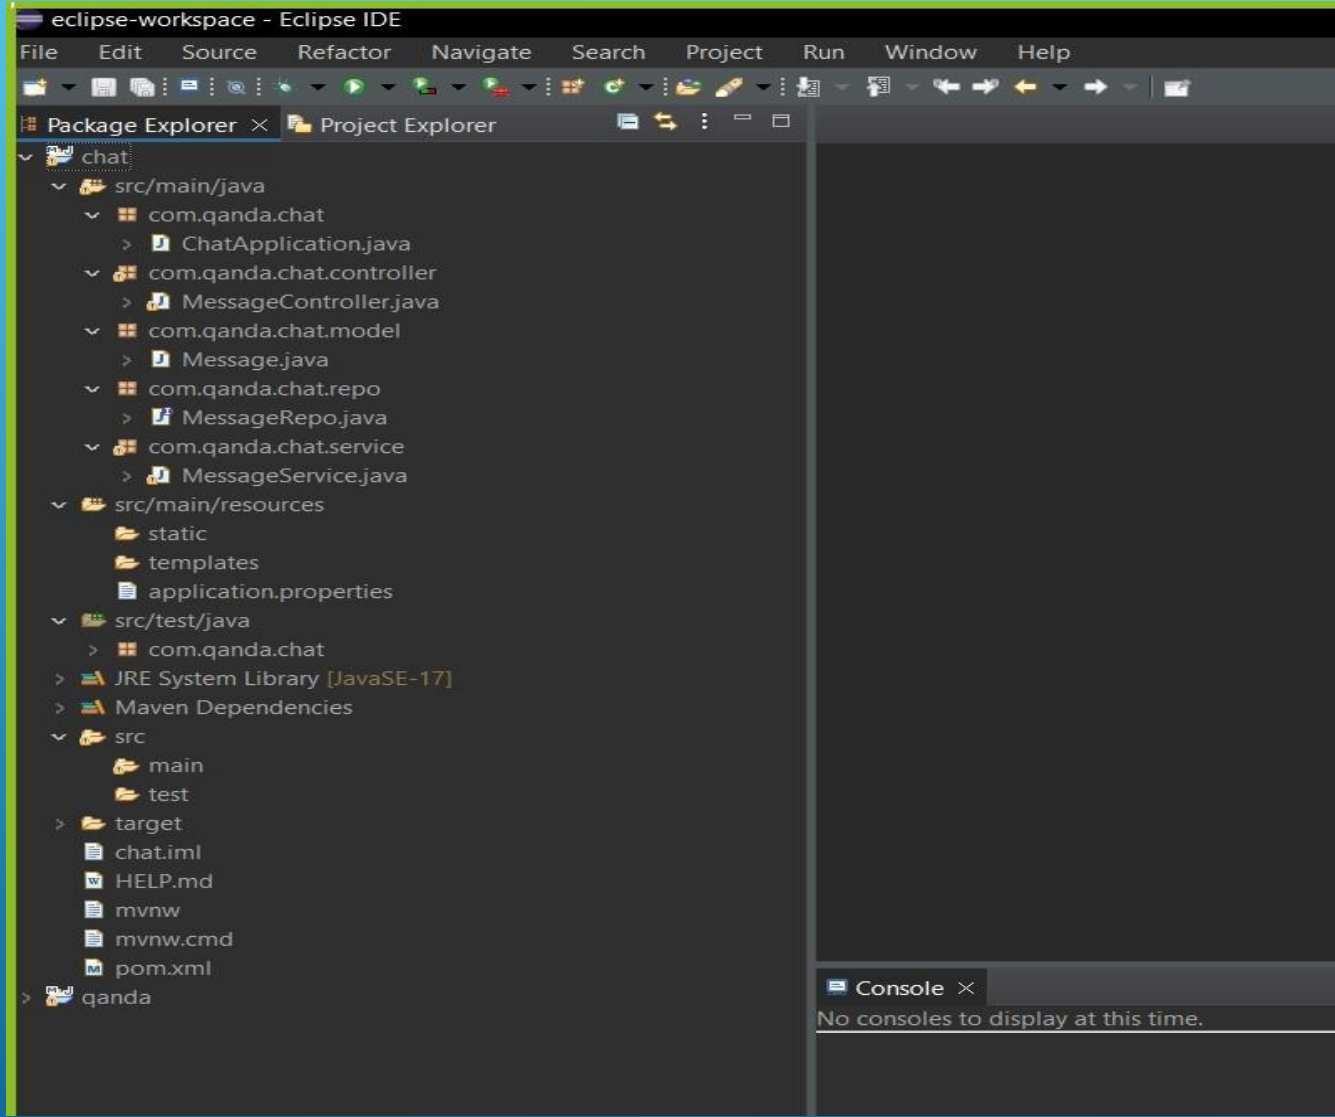 eclipse-workspace - Eclipse IDE
File Edit Source Refactor Navigate Search Project Run Window Help
Package Explorer Project Explorer
chat
src/main/java
com.qanda.chat
ChatApplication.java
com.qanda.chat.controller
MessageController.java
com.qanda.chat.model
Message.java
com.qanda.chat.repo
MessageRepo.java
com.qanda.chat.service
MessageService.java
src/main/resources
static
templates
application.properties
src/test/java
com.qanda.chat
JRE System Library [JavaSE-17]
Maven Dependencies
src
main
test
target
chat.iml
HELP.md
mvnw
mvnw.cmd
pom.xml
qanda
Console
No consoles to display at this time.